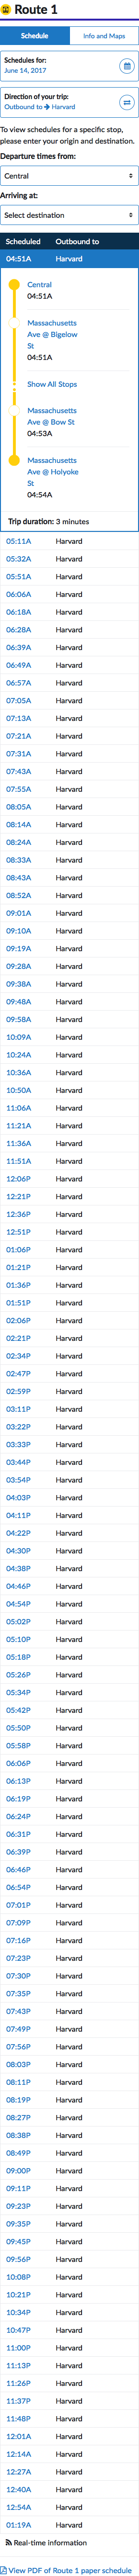 Route 1
Schedule Info and Maps
Schedules for:
June 14, 2017
Direction of your trip:
Outbound to → Harvard
To view schedules for a specific stop,
please enter your origin and destination.
Departure times from:
Central
Arriving at:
Select destination
Scheduled Outbound to
04:51A Harvard
Central
04:51A
Massachusetts
Ave @ Bigelow
St
04:51A
Show All Stops
Massachusetts
Ave @ Bow St
04:53A
Massachusetts
Ave @ Holyoke
St
04:54A
Trip duration: 3 minutes
05:11A Harvard
05:32A Harvard
05:51A Harvard
06:06A Harvard
06:18A Harvard
06:28A Harvard
06:39A Harvard
06:49A Harvard
06:57A Harvard
07:05A Harvard
07:13A Harvard
07:21A Harvard
07:31A Harvard
07:43A Harvard
07:55A Harvard
08:05A Harvard
08:14A Harvard
08:24A Harvard
08:33A Harvard
08:43A Harvard
08:52A Harvard
09:01A Harvard
09:10A Harvard
09:19A Harvard
09:28A Harvard
09:38A Harvard
09:48A Harvard
09:58A Harvard
10:09A Harvard
10:24A Harvard
10:36A Harvard
10:50A Harvard
11:06A Harvard
11:21A Harvard
11:36A Harvard
11:51A Harvard
12:06P Harvard
12:21P Harvard
12:36P Harvard
12:51P Harvard
01:06P Harvard
01:21P Harvard
01:36P Harvard
01:51P Harvard
02:06P Harvard
02:21P Harvard
02:34P Harvard
02:47P Harvard
02:59P Harvard
03:11P Harvard
03:22P Harvard
03:33P Harvard
03:44P Harvard
03:54P Harvard
04:03P Harvard
04:11P Harvard
04:22P Harvard
04:30P Harvard
04:38P Harvard
04:46P Harvard
04:54P Harvard
05:02P Harvard
05:10P Harvard
05:18P Harvard
05:26P Harvard
05:34P Harvard
05:42P Harvard
05:50P Harvard
05:58P Harvard
06:06P Harvard
06:13P Harvard
06:19P Harvard
06:24P Harvard
06:31P Harvard
06:39P Harvard
06:46P Harvard
06:54P Harvard
07:01P Harvard
07:09P Harvard
07:16P Harvard
07:23P Harvard
07:30P Harvard
07:35P Harvard
07:43P Harvard
07:49P Harvard
07:56P Harvard
08:03P Harvard
08:11P Harvard
08:19P Harvard
08:27P Harvard
08:38P Harvard
08:49P Harvard
09:00P Harvard
09:11P Harvard
09:23P Harvard
09:35P Harvard
09:45P Harvard
09:56P Harvard
10:08P Harvard
10:21P Harvard
10:34P Harvard
10:47P Harvard
11:00P Harvard
11:13P Harvard
11:26P Harvard
11:37P Harvard
11:48P Harvard
12:01A Harvard
12:14A Harvard
12:27A Harvard
12:40A Harvard
12:54A Harvard
01:19A Harvard
Real-time information
View PDF of Route 1 paper schedule